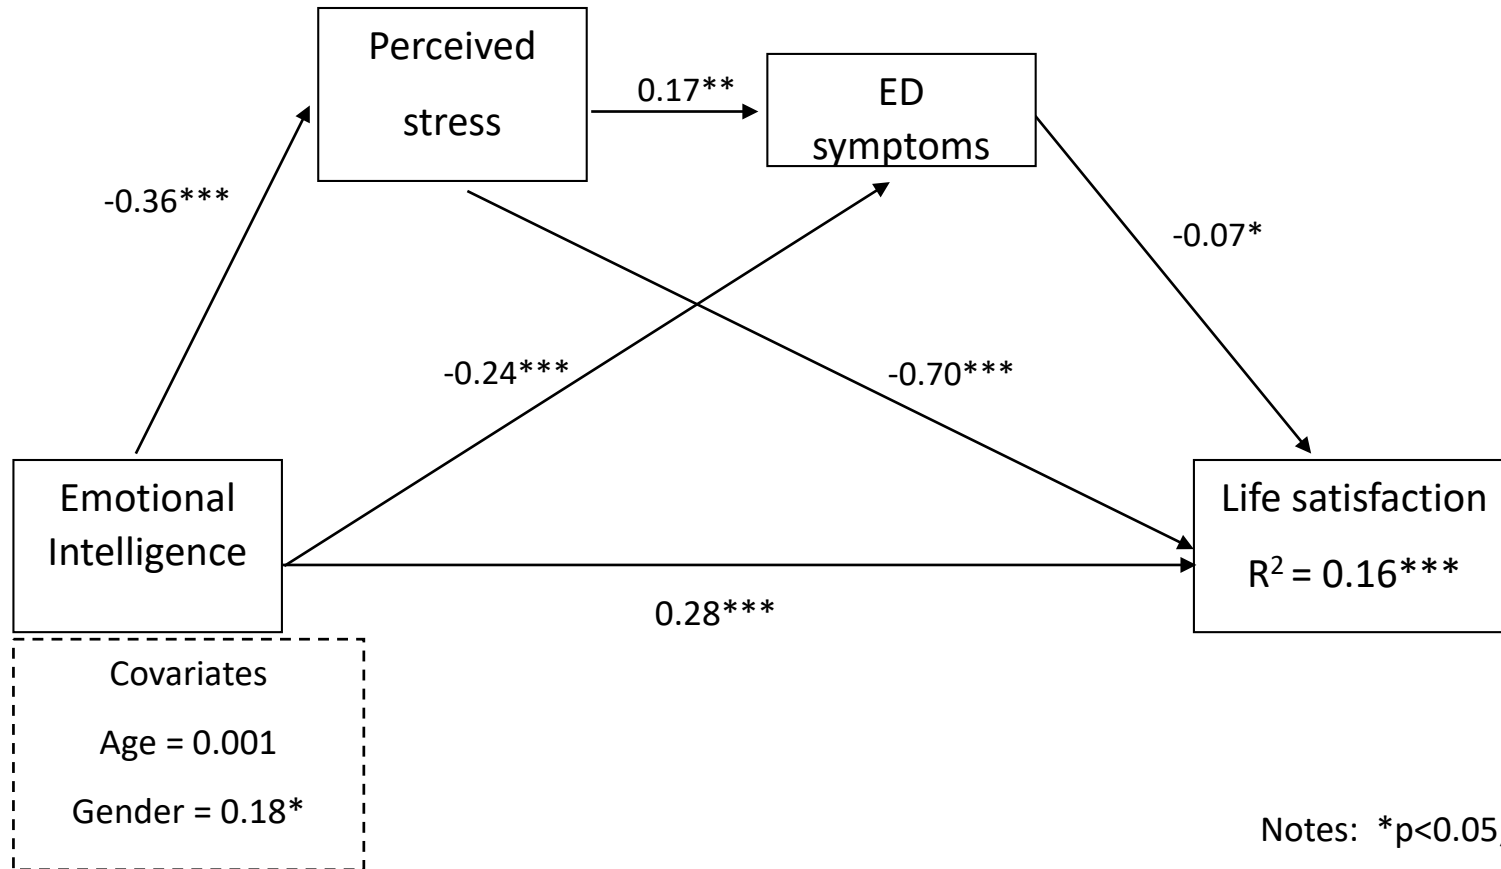 Perceived
stress
0.17**
ED
symptoms
-0.36***
-0.07*
-0.24***
-0.70***
Emotional
Intelligence
Life satisfaction
R² = 0.16***
0.28***
Covariates
Age = 0.001
Gender = 0.18*
Notes: *p<0.05,